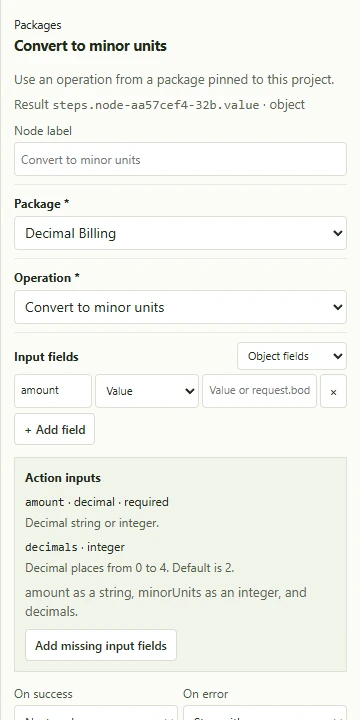 Packages
Convert to minor units
Use an operation from a package pinned to this project.
Result steps.node-aa57cef4-32b.value · object
Node label
Convert to minor units
Package *
Decimal Billing
Operation *
Convert to minor units
Input fields
Object fields
amount
Value
Value or request.bod
×
+ Add field
Action inputs
amount · decimal · required
Decimal string or integer.
decimals · integer
Decimal places from 0 to 4. Default is 2.
amount as a string, minorUnits as an integer, and
decimals.
Add missing input fields
On success
On error